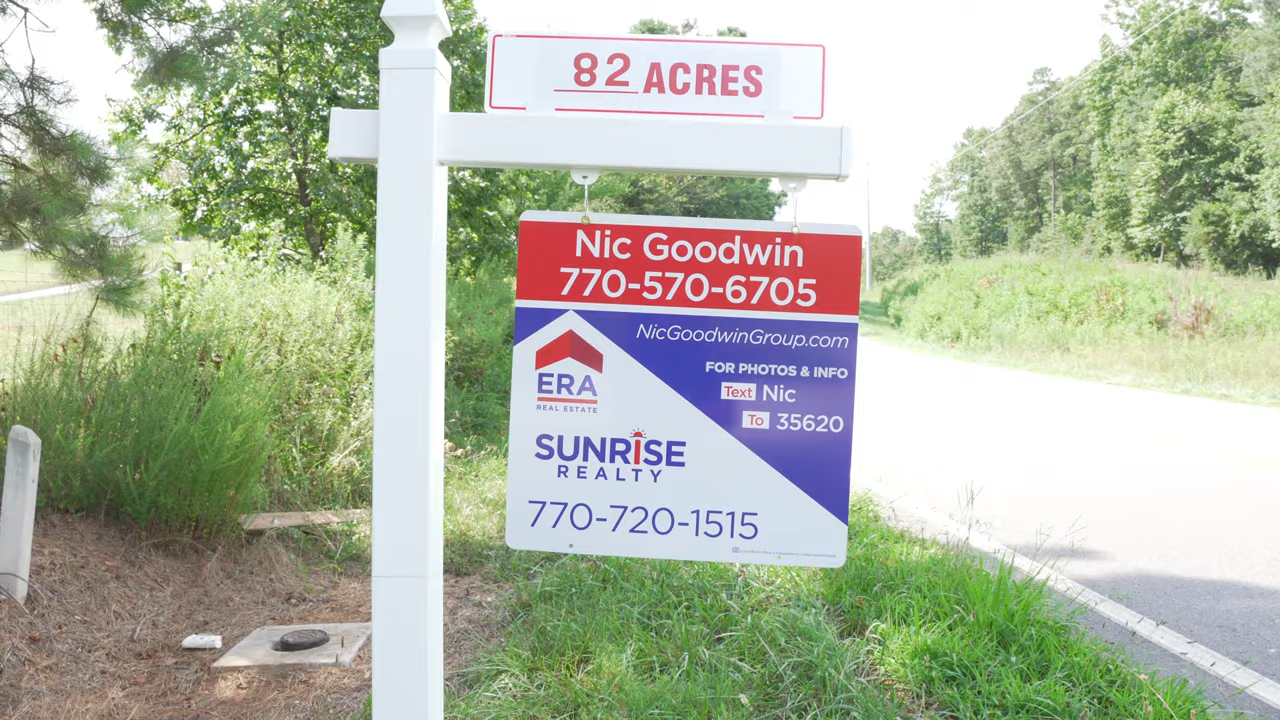 82 ACRES
Nic Goodwin
770-570-6705
NicGoodwinGroup.com
FOR PHOTOS & INFO
Text Nic
To 35620
ERA
REAL ESTATE
SUNRISE
REALTY
770-720-1515